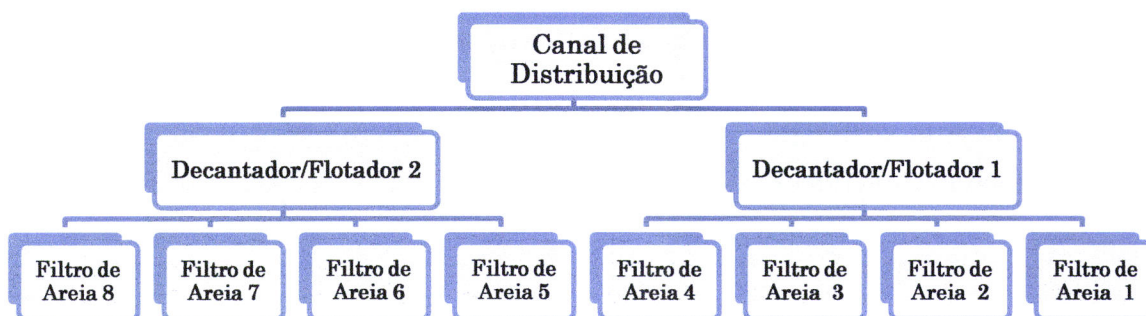 Canal de
Distribuição
Decantador/Flotador 2
Decantador/Flotador 1
Filtro de
Areia 8
Filtro de
Areia 7
Filtro de
Areia 6
Filtro de
Areia 5
Filtro de
Areia 4
Filtro de
Areia 3
Filtro de
Areia 2
Filtro de
Areia 1